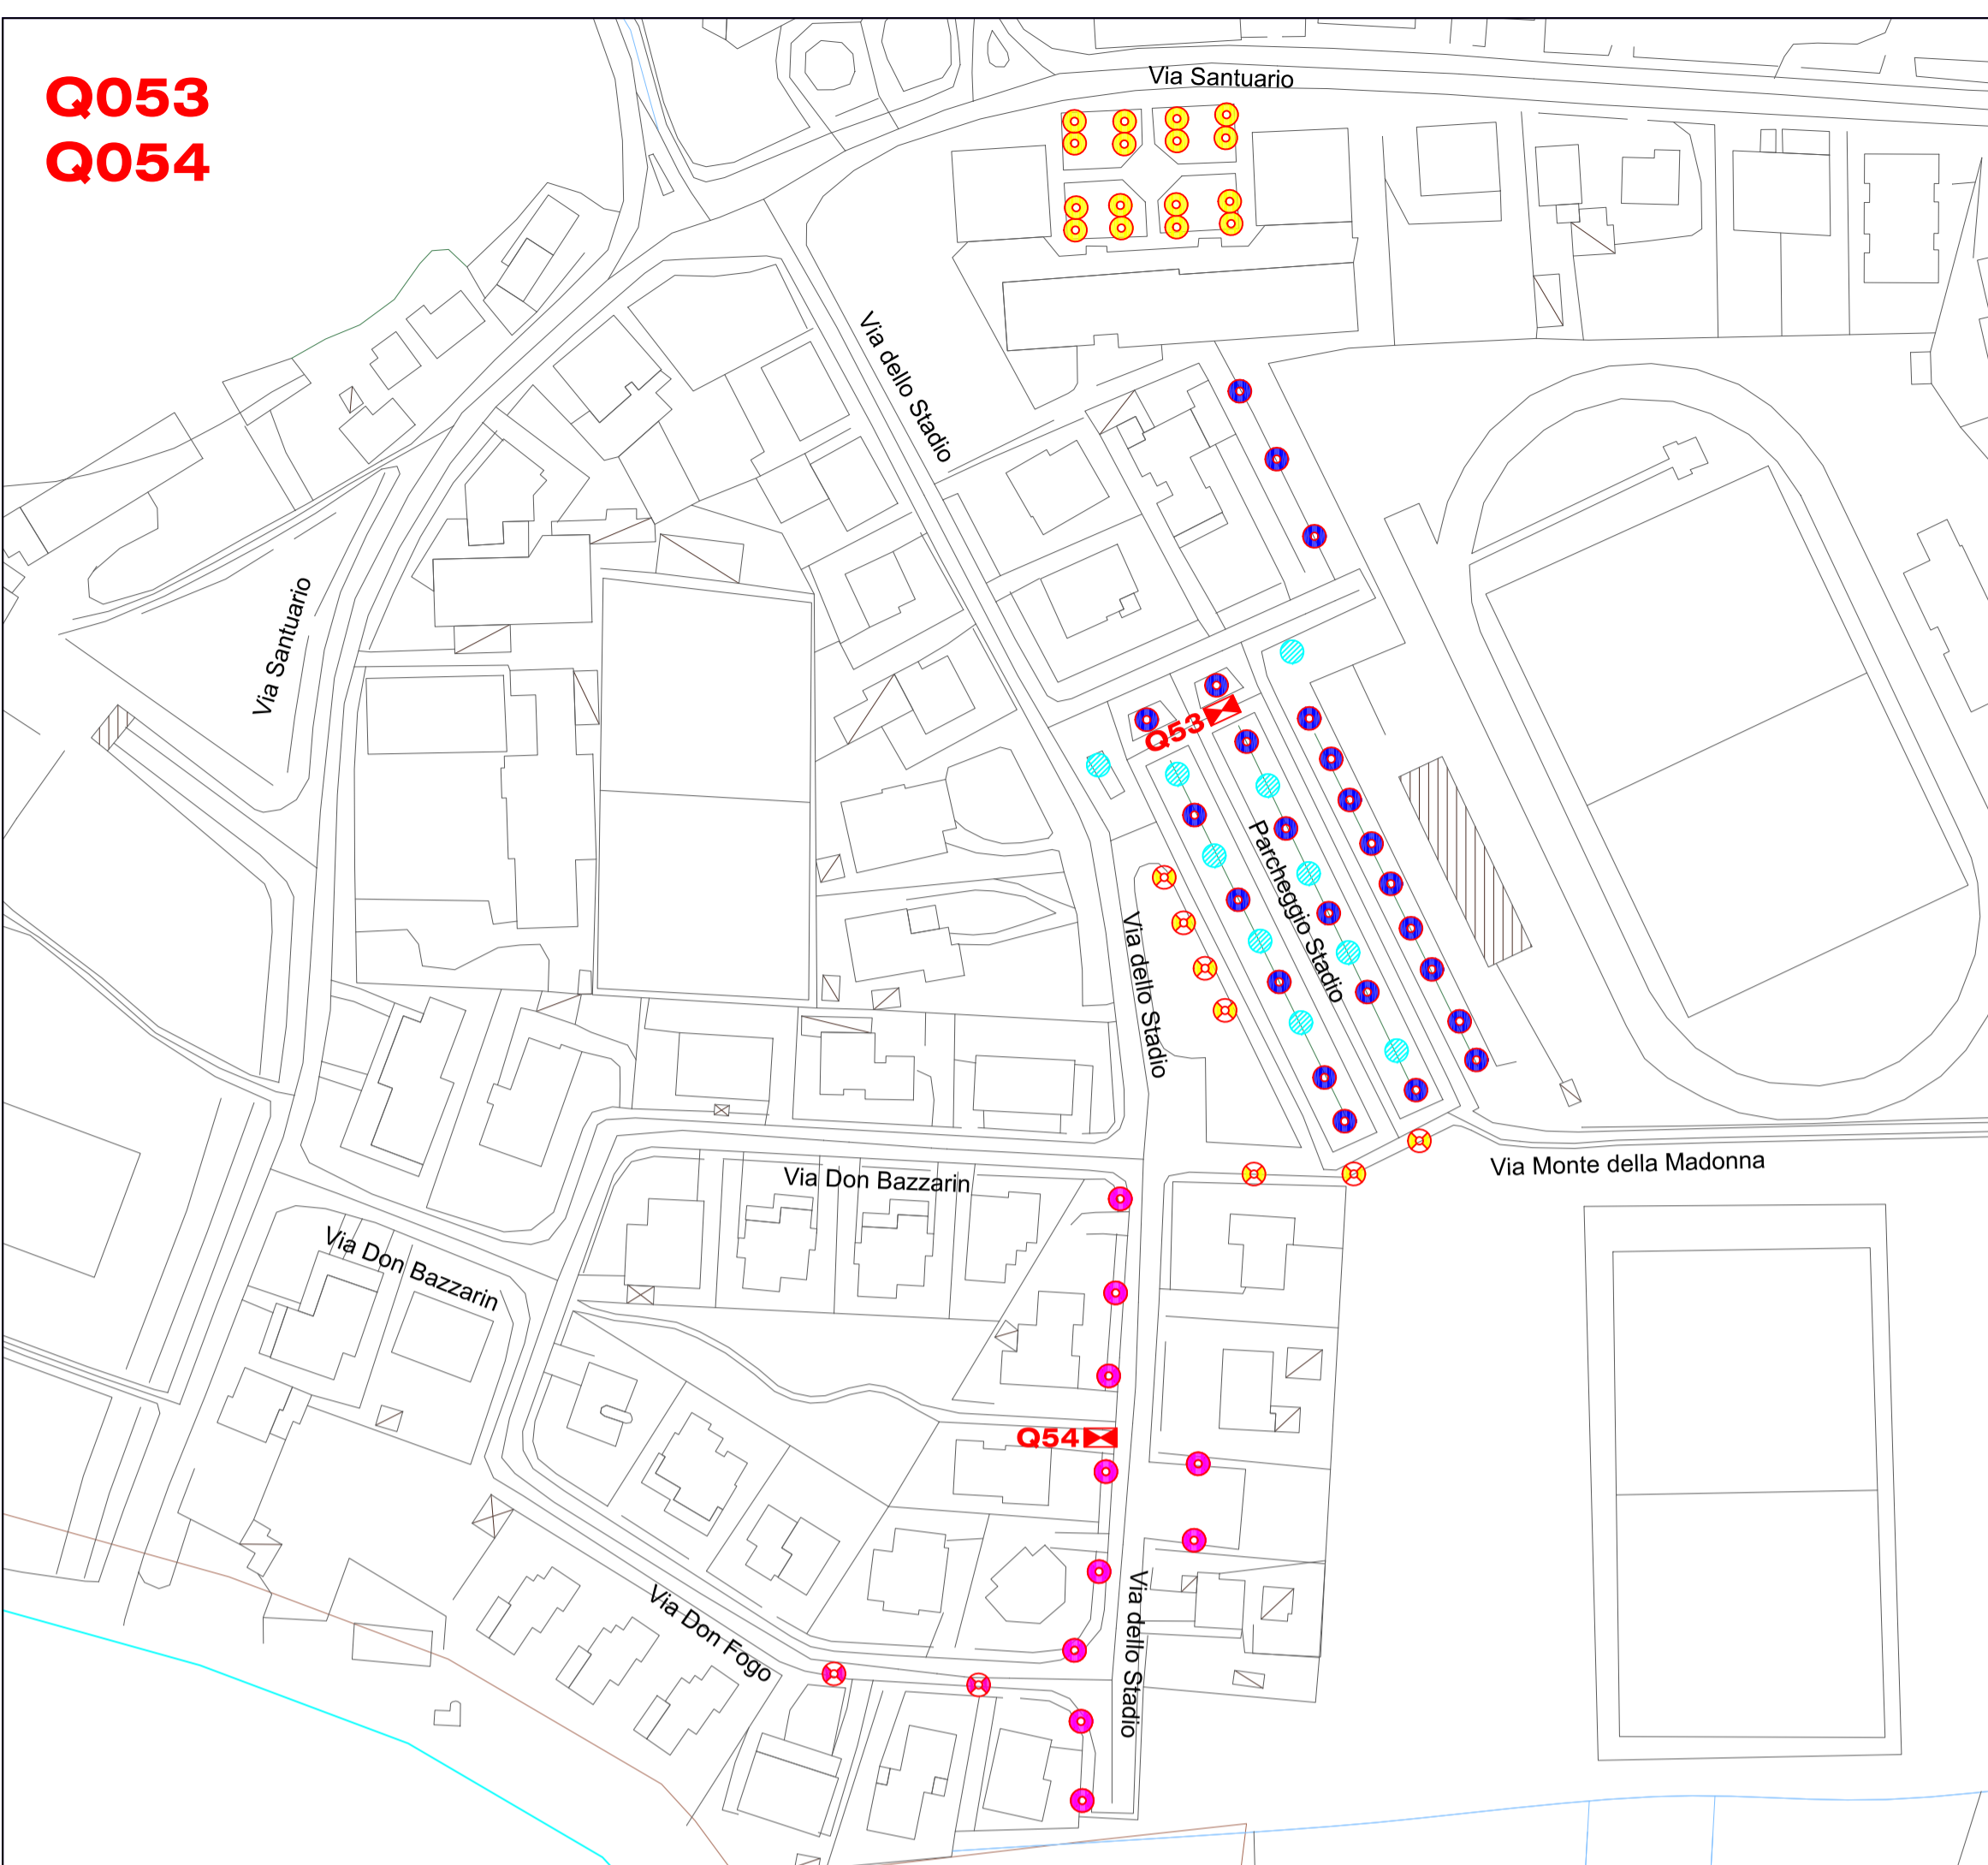 Q053
Q054
Via Santuario
Via dello Stadio
Via Santuario
Q53
Parcheggio Stadio
Via dello Stadio
Via Monte della Madonna
Via Don Bazzarin
Via Don Bazzarin
Q54
Via Don Fogo
Via dello Stadio